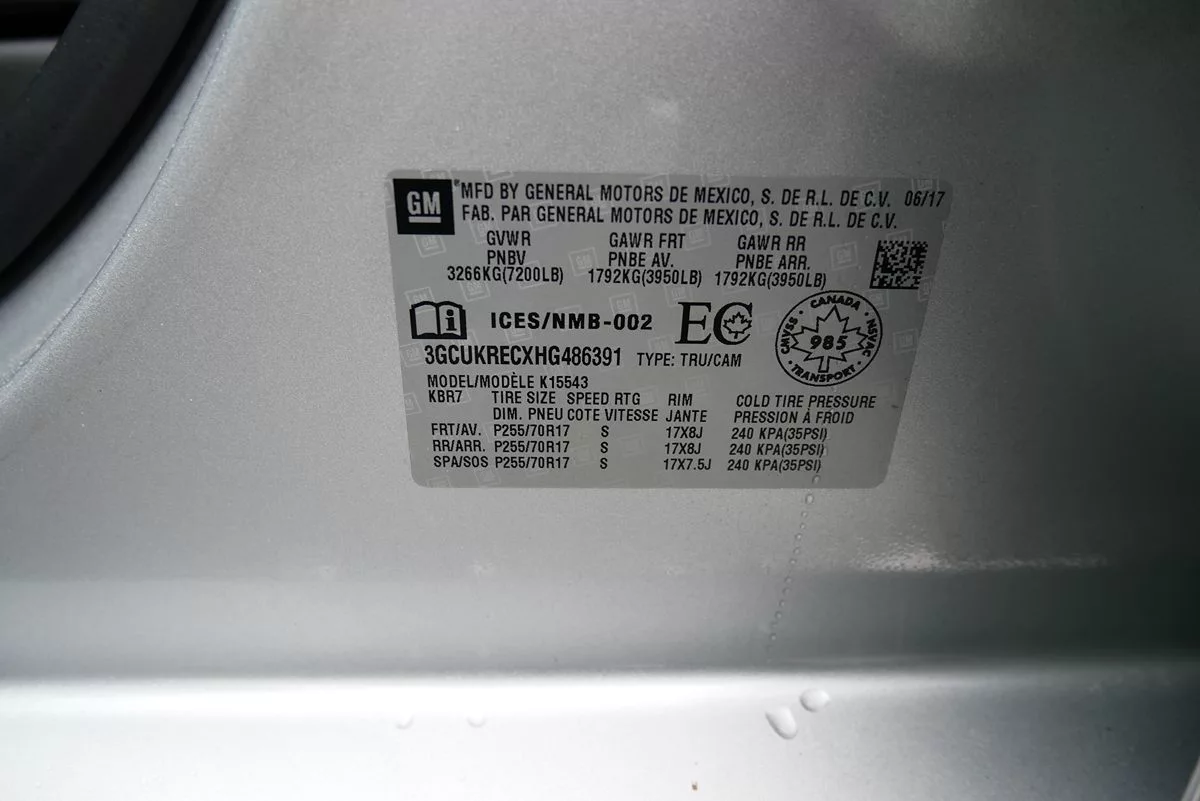 GM
MFD BY GENERAL MOTORS DE MEXICO, S. DE R.L. DE C.V. 06/17
FAB. PAR GENERAL MOTORS DE MEXICO, S. DE R.L. DE C.V.
GVWR GAWR FRT GAWR RR
PNBV PNBE AV. PNBE ARR.
3266KG(7200LB) 1792KG(3950LB) 1792KG(3950LB)
i ICES/NMB-002 EC
CANADA
CMVSS 985 NSVAC
TRANSPORT
3GCUKRECXHG486391 TYPE: TRU/CAM
MODEL/MODÈLE K15543
KBR7 TIRE SIZE SPEED RTG RIM COLD TIRE PRESSURE
DIM. PNEU COTE VITESSE JANTE PRESSION À FROID
FRT/AV. P255/70R17 S 17X8J 240 KPA(35PSI)
RR/ARR. P255/70R17 S 17X8J 240 KPA(35PSI)
SPA/SOS P255/70R17 S 17X7.5J 240 KPA(35PSI)